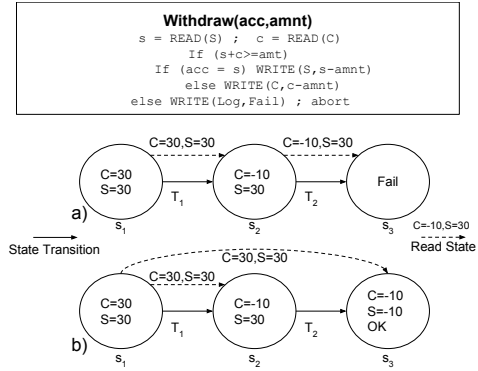 Withdraw(acc,amnt)
s = READ(S) ; c = READ(C)
If (s+c>=amt)
If (acc = s) WRITE(S,s-amnt)
else WRITE(C,c-amnt)
else WRITE(Log,Fail) ; abort
C=30,S=30 C=-10,S=30
C=30
S=30
C=-10
S=30
Fail
T1 T2
a)
s1 s2 s3
State Transition
C=-10,S=30
Read State
C=30,S=30
C=30,S=30
C=30
S=30
C=-10
S=30
C=-10
S=-10
OK
T1 T2
b)
s1 s2 s3